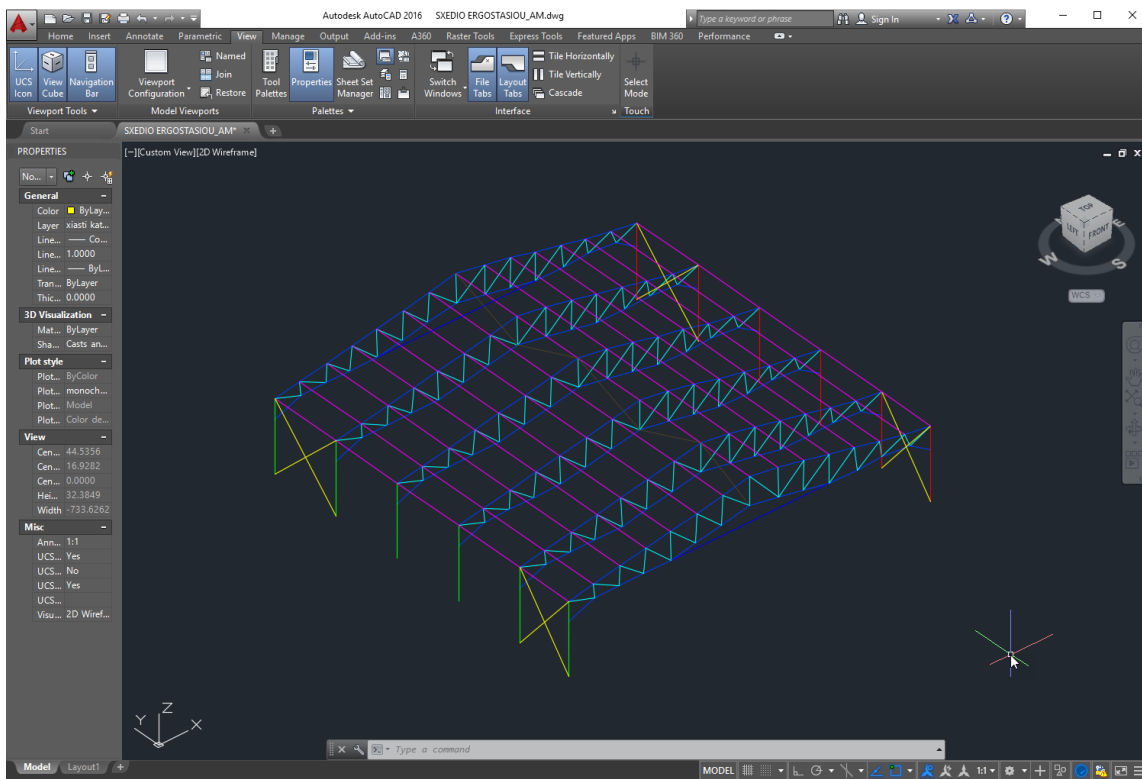 Autodesk AutoCAD 2016 SXEDIO ERGOSTASIOU_AM.dwg
Type a keyword or phrase
Sign In
Home Insert Annotate Parametric View Manage Output Add-ins A360 Raster Tools Express Tools Featured Apps BIM 360 Performance
UCS Icon
View Cube
Navigation Bar
Viewport Configuration
Named
Join
Restore
Tool Palettes
Properties
Sheet Set Manager
Switch Windows
File Tabs
Layout Tabs
Tile Horizontally
Tile Vertically
Cascade
Select Mode
Viewport Tools Model Viewports Palettes Interface Touch
Start SXEDIO ERGOSTASIOU_AM*
PROPERTIES
[−][Custom View][2D Wireframe]
No...
General
Color ByLay...
Layer xiasti kat...
Line... Co...
Line... 1.0000
Line... ByL...
Tran... ByLayer
Thic... 0.0000
3D Visualization
Mat... ByLayer
Sha... Casts an...
Plot style
Plot... ByColor
Plot... monoch...
Plot... Model
Plot... Color de...
View
Cen... 44.5356
Cen... 16.9282
Cen... 0.0000
Hei... 32.3849
Width -733.6262
Misc
Ann... 1:1
UCS... Yes
UCS... No
UCS... Yes
UCS...
Visu... 2D Wiref...
TOP
LEFT FRONT
E
W S
WCS
Z
Y X
Type a command
Model Layout1
MODEL 1:1